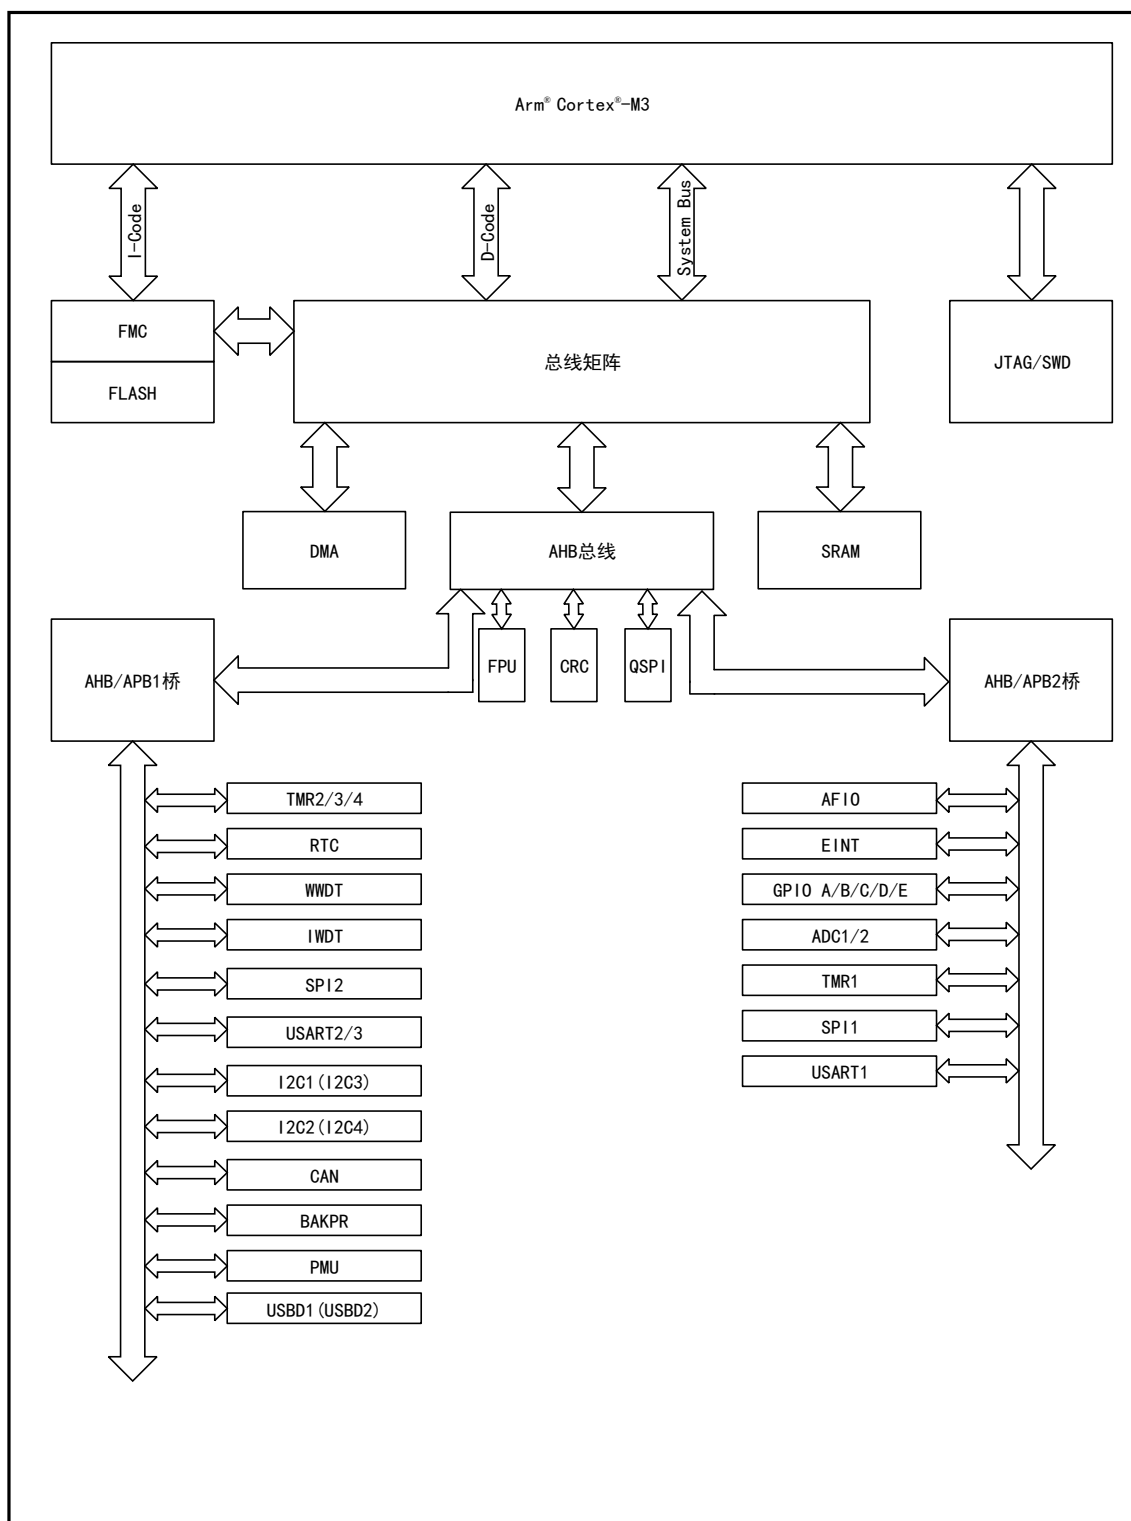 Arm® Cortex®-M3
I-Code
D-Code
System Bus
FMC
FLASH
总线矩阵
JTAG/SWD
DMA
AHB总线
SRAM
AHB/APB1桥
FPU
CRC
QSPI
AHB/APB2桥
TMR2/3/4
RTC
WWDT
IWDT
SPI2
USART2/3
I2C1(I2C3)
I2C2(I2C4)
CAN
BAKPR
PMU
USBD1(USBD2)
AFIO
EINT
GPIO A/B/C/D/E
ADC1/2
TMR1
SPI1
USART1